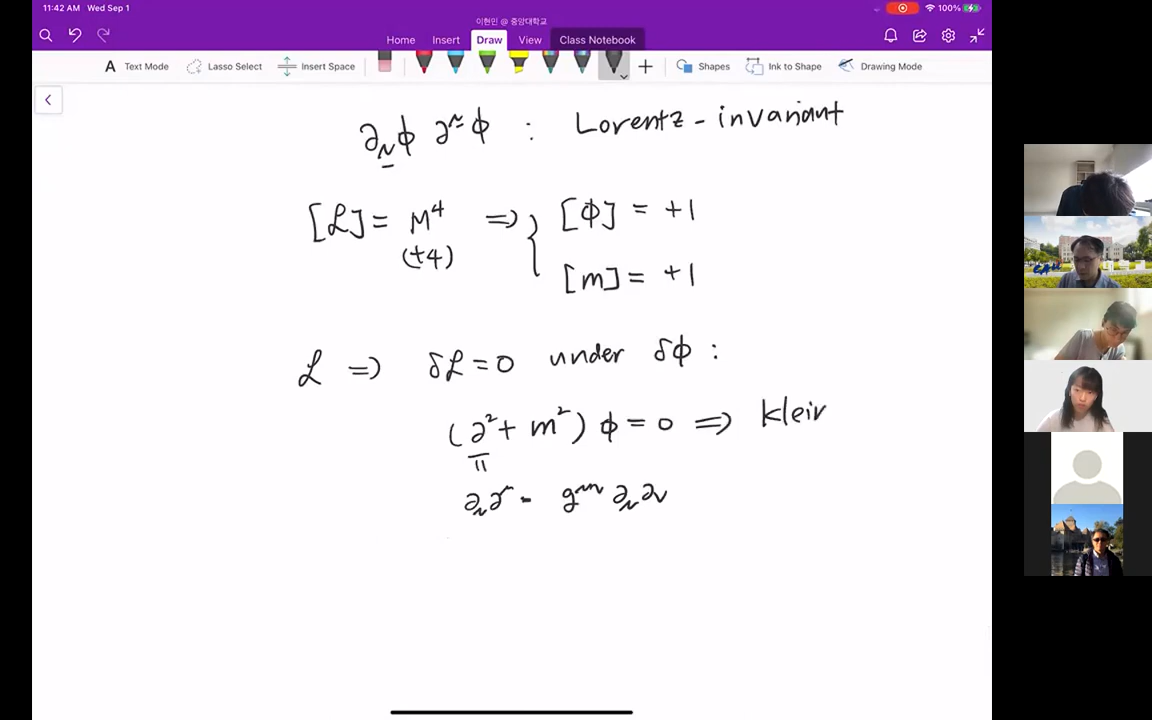 11:42 AM Wed Sep 1 100%
이현민 @ 중앙대학교
Home Insert Draw View Class Notebook
Text Mode Lasso Select Insert Space Shapes Ink to Shape Drawing Mode
∂_μ ϕ ∂^μ ϕ : Lorentz - invariant
[ℒ] = M⁴ ⇒ { [ϕ] = +1
(+4)
[m] = +1
ℒ ⇒ δℒ = 0 under δϕ :
(∂² + m²) ϕ = 0 ⇒ klein
∂_μ ∂^μ = g^{μν} ∂_μ ∂_ν